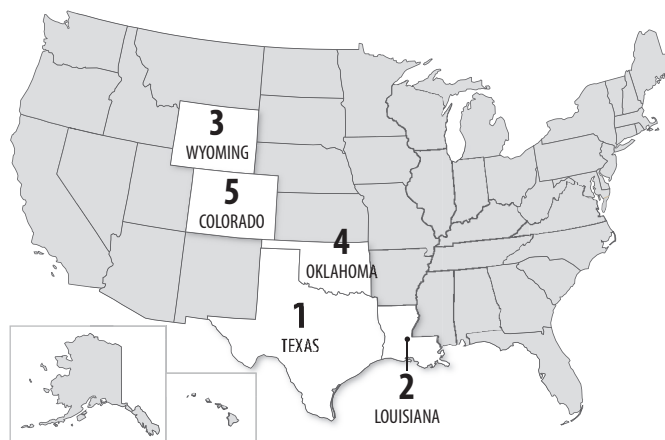 3
WYOMING
5
COLORADO
4
OKLAHOMA
1
TEXAS
2
LOUISIANA